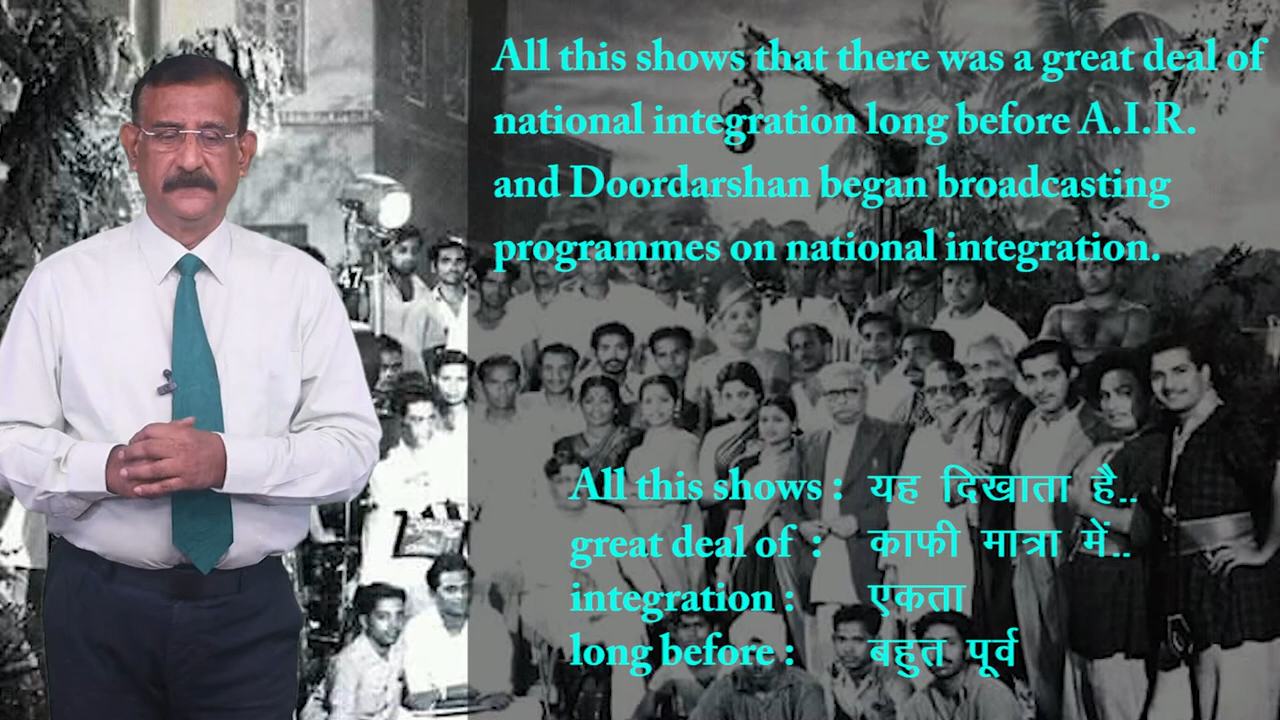 All this shows that there was a great deal of
national integration long before A.I.R.
and Doordarshan began broadcasting
programmes on national integration.
All this shows : यह दिखाता है..
great deal of : काफी मात्रा में..
integration : एकता
long before : बहुत पूर्व